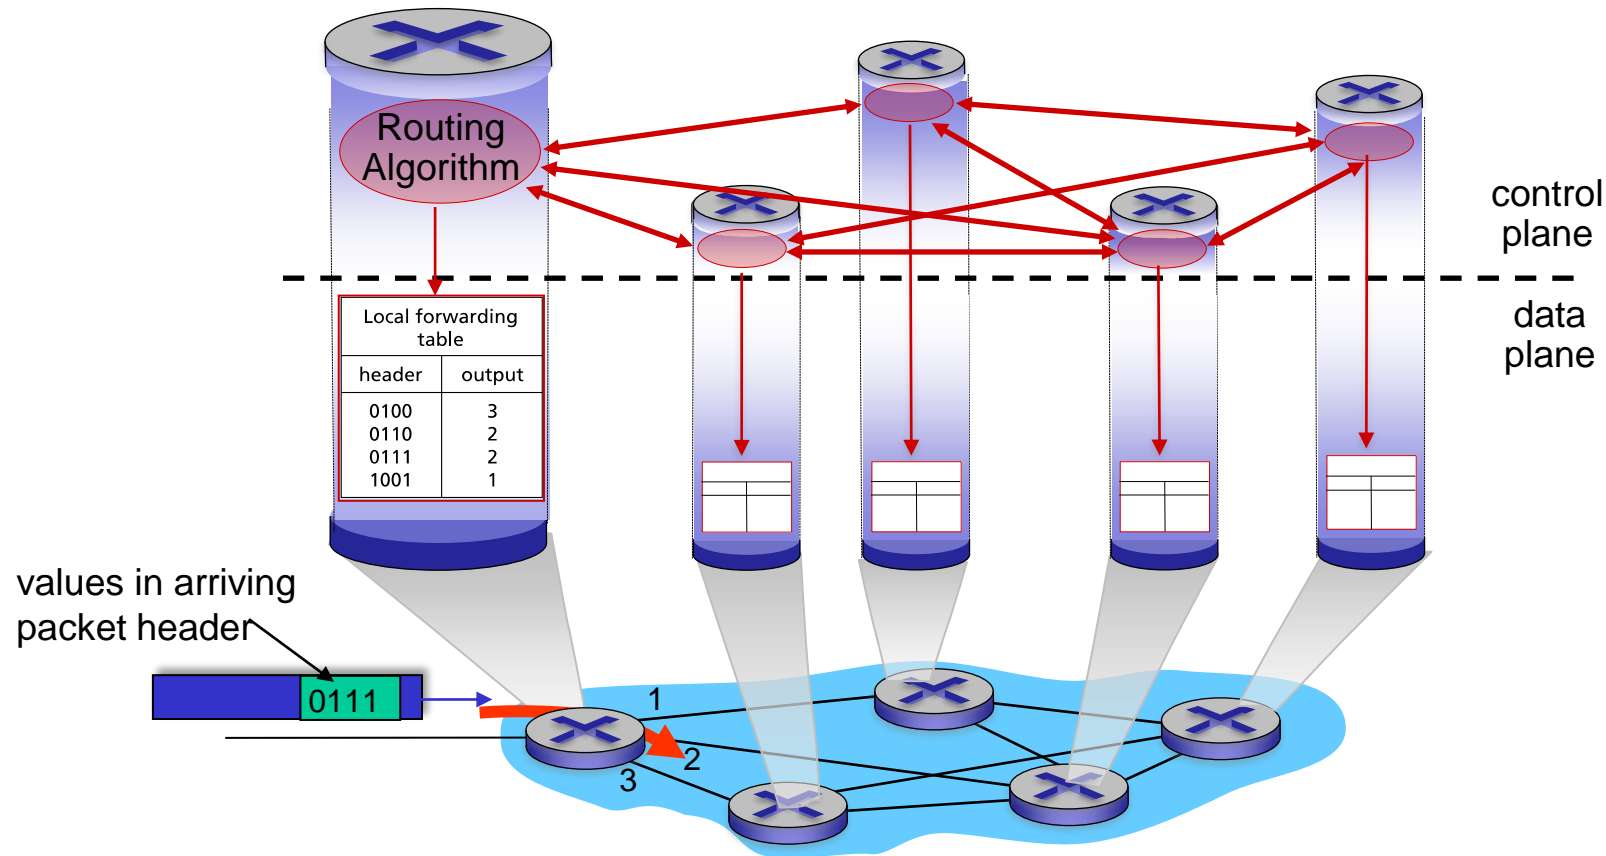 Routing
Algorithm
control
plane
data
plane
Local forwarding
table
header output
0100 3
0110 2
0111 2
1001 1
values in arriving
packet header
0111
1
2
3